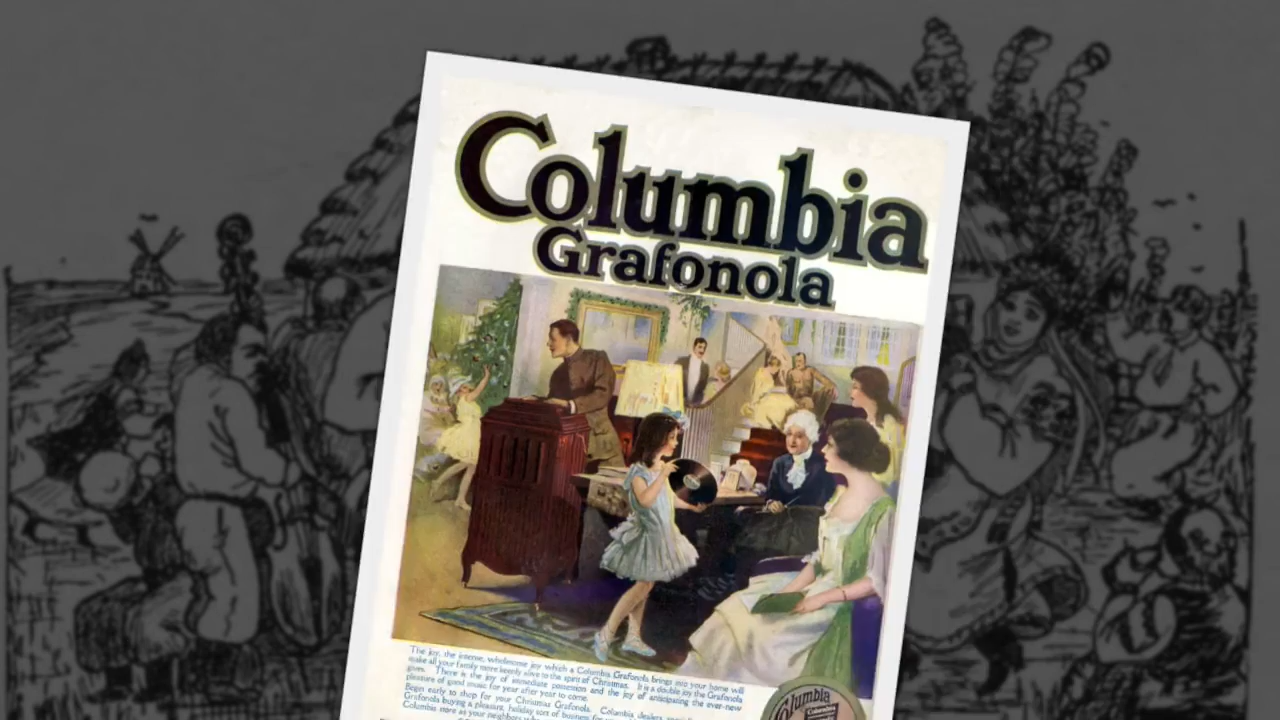 Columbia
Grafonola
The joy, the intense, wholesome joy which a Columbia Grafonola brings into your home will
make all your family more keenly alive to the spirit of Christmas. It is a double joy the Grafonola
gives. There is the joy of immediate possession and the joy of anticipating the ever-new
pleasure of good music for year after year to come.
Begin early to shop for your Christmas Grafonola. Columbia dealers
Grafonola buying a pleasant, holiday sort of business for
Columbia store as your neighbors
Columbia
Columbia